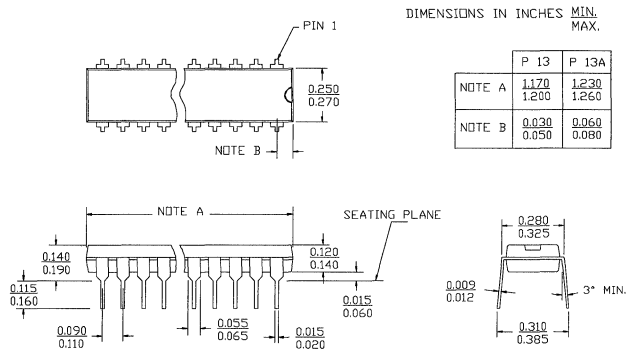 DIMENSIONS IN INCHES MIN.
MAX.
PIN 1
P 13 P 13A
NOTE A 1.170 1.230
1.200 1.260
NOTE B 0.030 0.060
0.050 0.080
0.250
0.270
NOTE B
NOTE A
SEATING PLANE
0.140
0.190
0.120
0.140
0.115
0.160
0.015
0.060
0.090
0.110
0.055
0.065
0.015
0.020
0.280
0.325
0.009
0.012
3° MIN.
0.310
0.385